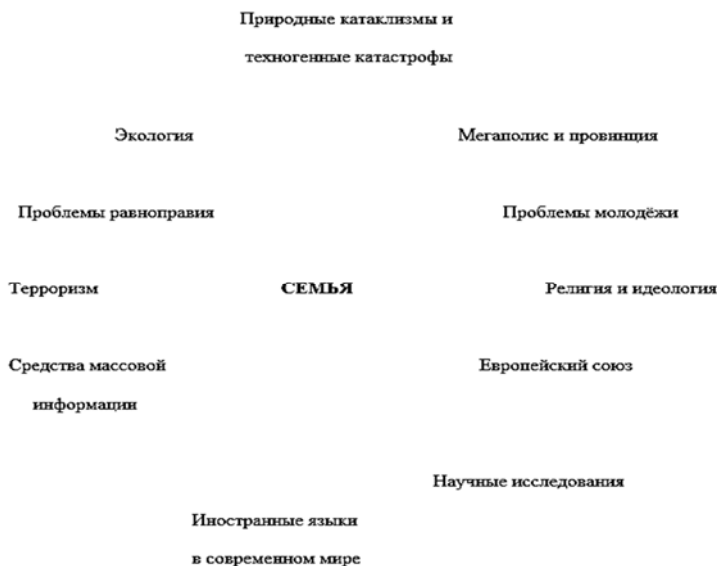 Природные катаклизмы и
техногенные катастрофы
Экология
Мегаполис и провинция
Проблемы равноправия
Проблемы молодёжи
Терроризм
СЕМЬЯ
Религия и идеология
Средства массовой
информации
Европейский союз
Научные исследования
Иностранные языки
в современном мире